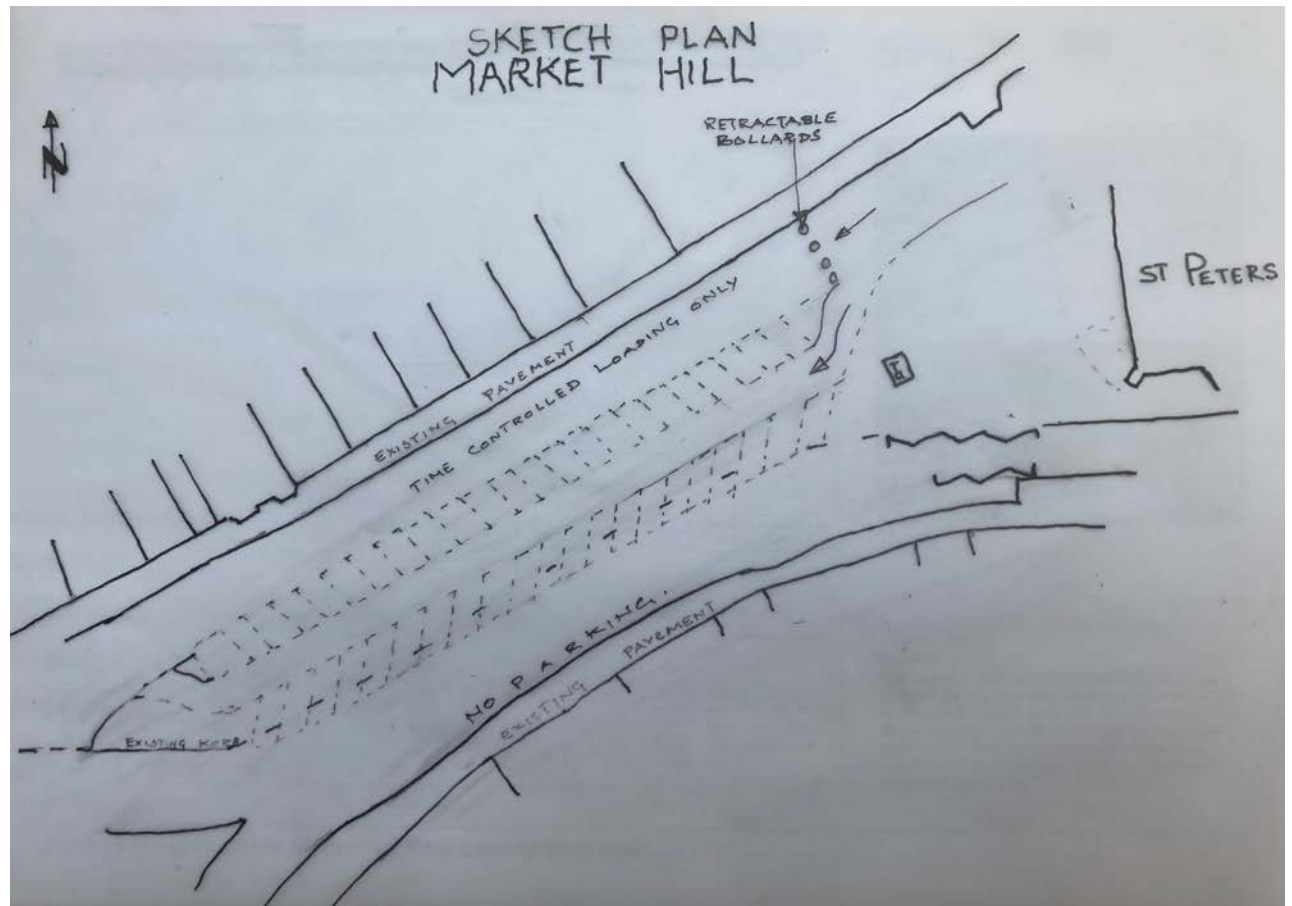 SKETCH PLAN
MARKET HILL
N
RETRACTABLE
BOLLARDS
ST PETERS
EXISTING PAVEMENT
TIME CONTROLLED LOADING ONLY
NO PARKING.
EXISTING PAVEMENT
EXISTING KERB